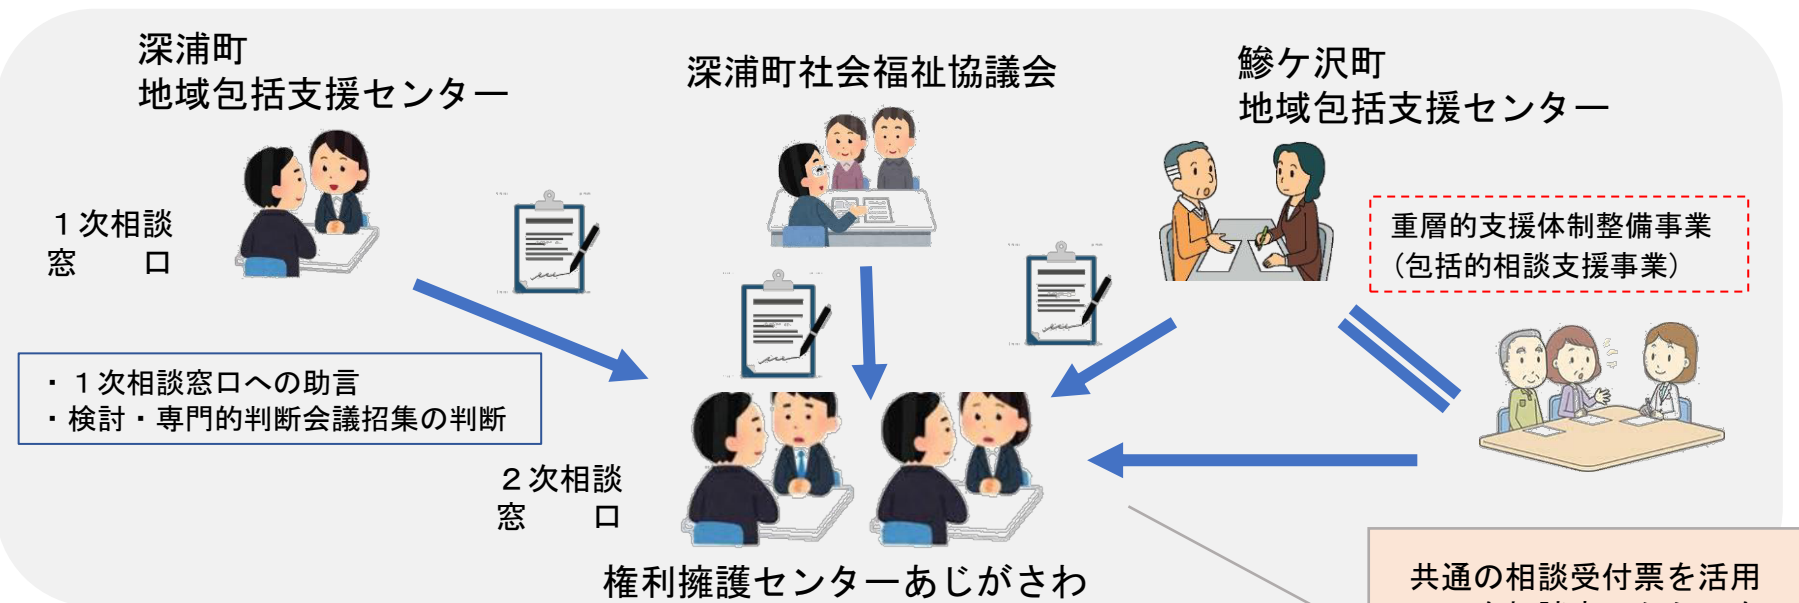 深浦町
地域包括支援センター
深浦町社会福祉協議会
鰺ケ沢町
地域包括支援センター
１次相談
窓　　口
重層的支援体制整備事業
（包括的相談支援事業）
・１次相談窓口への助言
・検討・専門的判断会議招集の判断
２次相談
窓　　口
権利擁護センターあじがさわ
共通の相談受付票を活用